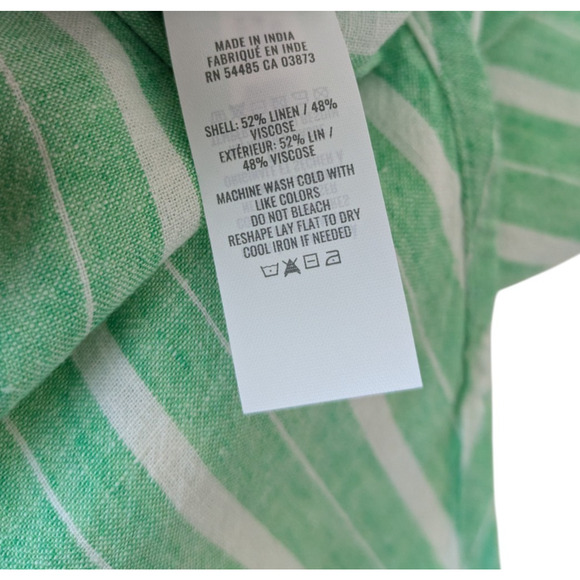 MADE IN INDIA
FABRIQUÉ EN INDE
RN 54485 CA 03873
SHELL: 52% LINEN / 48%
VISCOSE
EXTÉRIEUR: 52% LIN /
48% VISCOSE
MACHINE WASH COLD WITH
LIKE COLORS
DO NOT BLEACH
RESHAPE LAY FLAT TO DRY
COOL IRON IF NEEDED